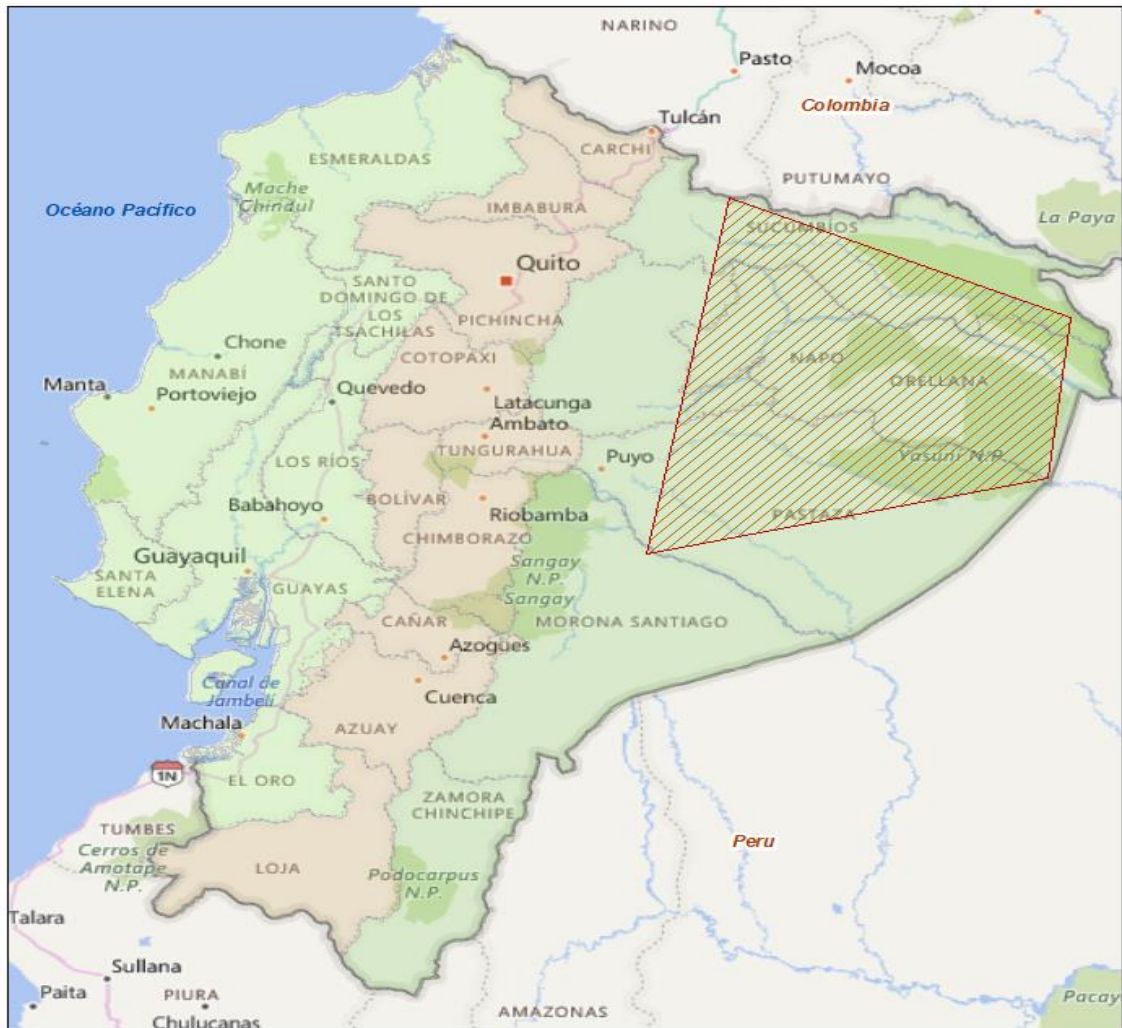 NARINO
Pasto
Mocoa
Colombia
Tulcán
CARCHI
ESMERALDAS
PUTUMAYO
Mache
Chindul
IMBABURA
Océano Pacífico
La Paya
SUCUMBÍOS
Quito
SANTO
DOMINGO DE
LOS
TSÁCHILAS
PICHINCHA
Chone
COTOPAXI
NAPO
MANABÍ
Manta
Quevedo
ORELLANA
Portoviejo
Latacunga
Ambato
TUNGURAHUA
LOS RÍOS
Puyo
Yasuní N.P.
BOLÍVAR
Babahoyo
Riobamba
PASTAZA
CHIMBORAZO
Guayaquil
Sangay
N.P.
Sangay
SANTA
ELENA
GUAYAS
CAÑAR
MORONA SANTIAGO
Azogues
Canal de
Jambelí
Cuenca
Machala
AZUAY
1N
EL ORO
ZAMORA
CHINCHIPE
TUMBES
Cerros de
Amotape
N.P.
Peru
LOJA
Podocarpus
N.P.
Talara
Sullana
Paita
PIURA
Pacay
AMAZONAS
Chulucanas